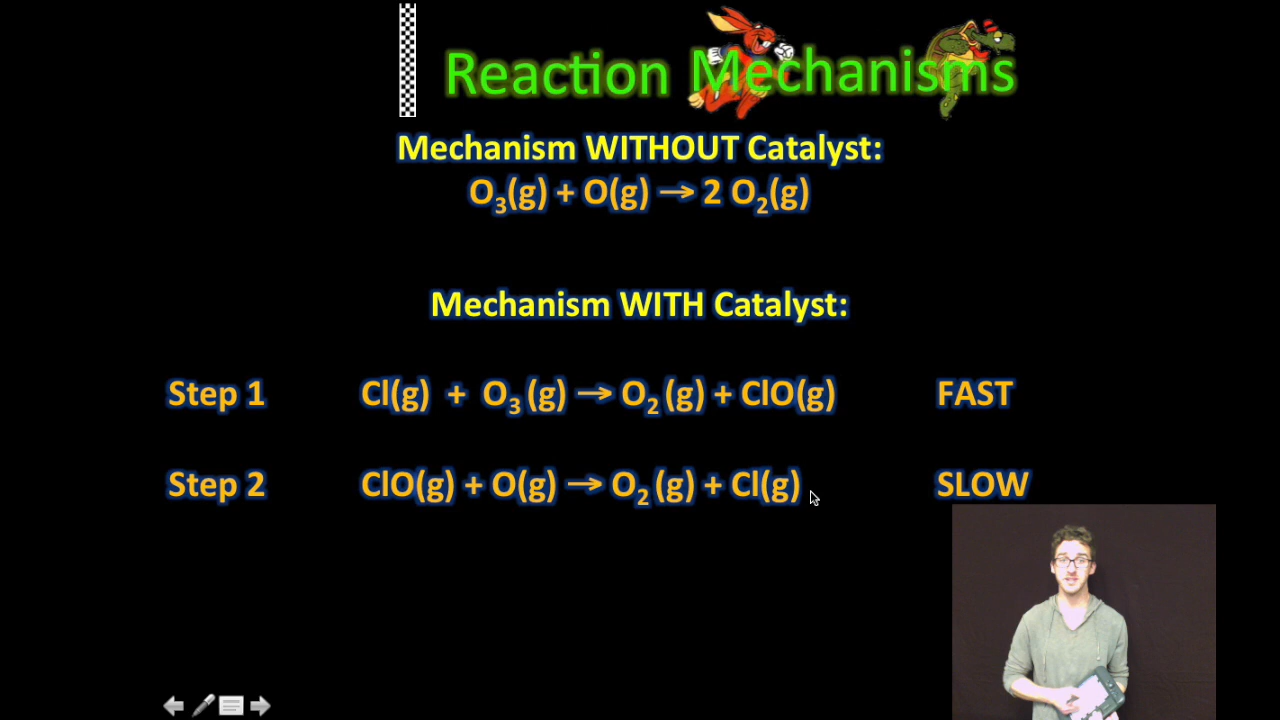 Reaction Mechanisms
Mechanism WITHOUT Catalyst:
O₃(g) + O(g) → 2 O₂(g)
Mechanism WITH Catalyst:
Step 1 Cl(g) + O₃ (g) → O₂ (g) + ClO(g) FAST
Step 2 ClO(g) + O(g) → O₂ (g) + Cl(g) SLOW